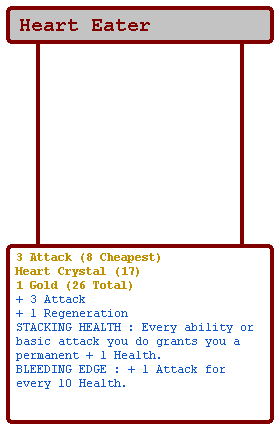 Heart Eater
3 Attack (8 Cheapest)
Heart Crystal (17)
1 Gold (26 Total)
+ 3 Attack
+ 1 Regeneration
STACKING HEALTH : Every ability or
basic attack you do grants you a
permanent + 1 Health.
BLEEDING EDGE : + 1 Attack for
every 10 Health.